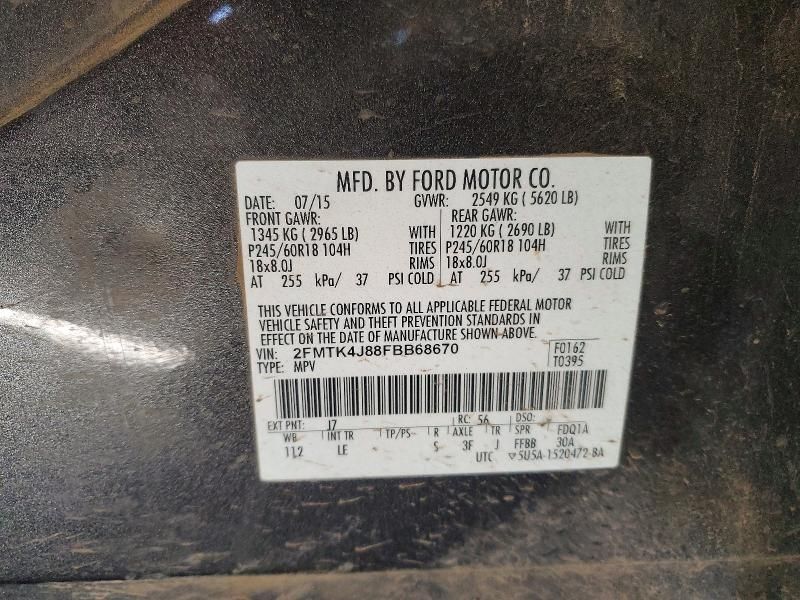 MFD. BY FORD MOTOR CO.
DATE: 07/15 GVWR: 2549 KG ( 5620 LB)
FRONT GAWR: REAR GAWR:
1345 KG ( 2965 LB) WITH 1220 KG ( 2690 LB) WITH
P245/60R18 104H TIRES P245/60R18 104H TIRES
18x8.0J RIMS 18x8.0J RIMS
AT 255 kPa/ 37 PSI COLD AT 255 kPa/ 37 PSI COLD
THIS VEHICLE CONFORMS TO ALL APPLICABLE FEDERAL MOTOR
VEHICLE SAFETY AND THEFT PREVENTION STANDARDS IN
EFFECT ON THE DATE OF MANUFACTURE SHOWN ABOVE.
VIN: 2FMTK4J88FBB68670 F0162
TYPE: MPV T0395
EXT PNT: J7 RC: 56 DSO:
WB INT TR TP/PS R AXLE TR SPR FDQ1A
112 LE S 3F J FFBB 30A
UTC ▽5U5A-1520472-BA